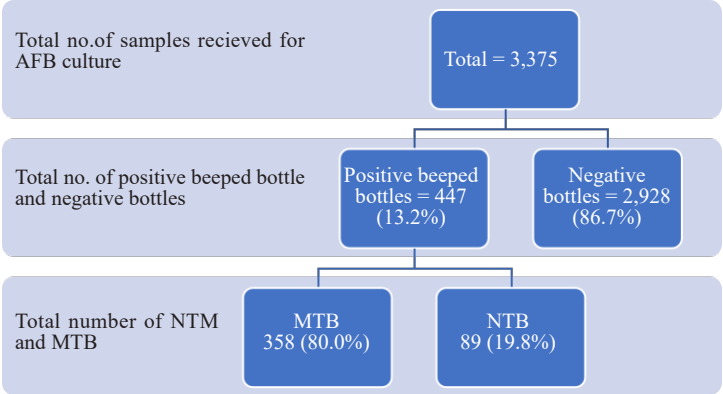 Total no.of samples recieved for
AFB culture
Total = 3,375
Total no. of positive beeped bottle
and negative bottles
Positive beeped
bottles = 447
(13.2%)
Negative
bottles = 2,928
(86.7%)
Total number of NTM
and MTB
MTB
358 (80.0%)
NTB
89 (19.8%)